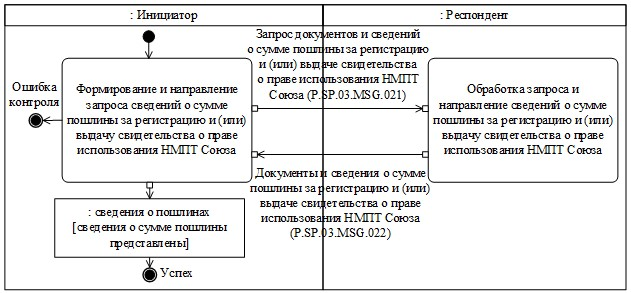 : Инициатор
: Респондент
Запрос документов и сведений
о сумме пошлины за регистрацию
и (или) выдаче свидетельства
о праве использования НМПТ
Союза (P.SP.03.MSG.021)
Ошибка
контроля
Формирование и направление
запроса сведений о сумме
пошлины за регистрацию и (или)
выдачу свидетельства о праве
использования НМПТ Союза
Обработка запроса и
направление сведений о сумме
пошлины за регистрацию и (или)
выдачу свидетельства о праве
использования НМПТ Союза
Документы и сведения о сумме
пошлины за регистрацию и (или)
выдаче свидетельства о праве
использования НМПТ Союза
(P.SP.03.MSG.022)
: сведения о пошлинах
[сведения о сумме пошлины
представлены]
Успех